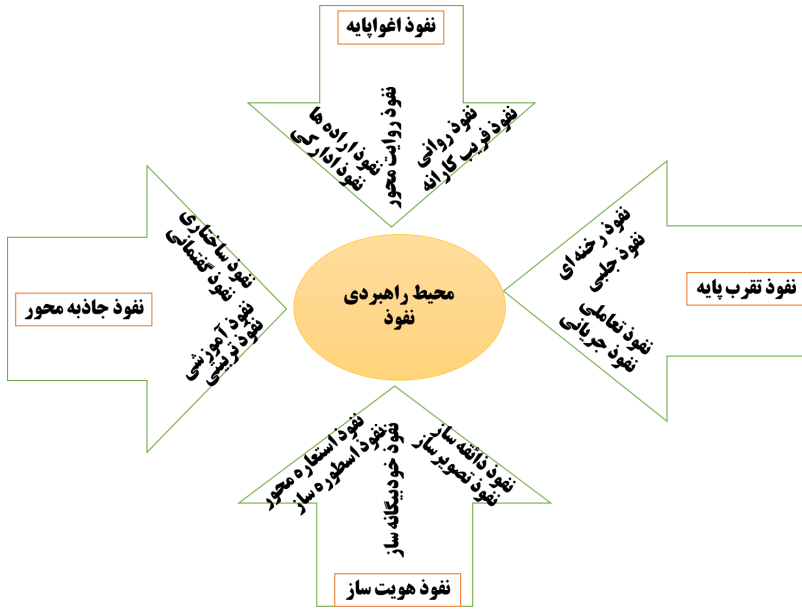 نفوذ اغواپایه
نفوذ اراده ها
نفوذ ادارکی
نفوذ روایت محور
نفوذ روانی
نفوذ فریب کارانه
نفوذ تقرب پایه
نفوذ رخنه ای
نفوذ جلبی
نفوذ تعاملی
نفوذ جریانی
محیط راهبردی
نفوذ
نفوذ جاذبه محور
نفوذ ساختاری
نفوذ گفتمانی
نفوذ آموزشی
نفوذ تربیتی
نفوذ استعاره محور
نفوذ اسطوره ساز
نفوذ خودبیگانه ساز
نفوذ ذائقه ساز
نفوذ تصویرساز
نفوذ هویت ساز